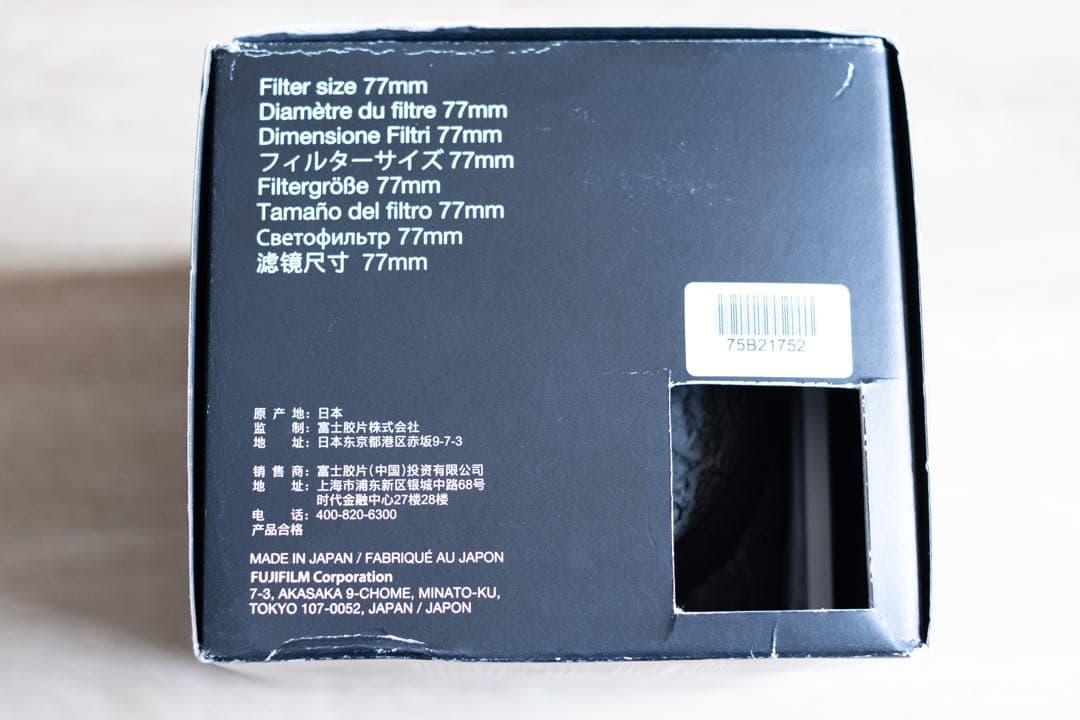 Filter size 77mm
Diamètre du filtre 77mm
Dimensione Filtri 77mm
フィルターサイズ 77mm
Filtergröße 77mm
Tamaño del filtro 77mm
Светофильтр 77mm
滤镜尺寸 77mm
75B21752
原 产 地：日本
监 制：富士胶片株式会社
地 址：日本东京都港区赤坂9-7-3
销 售 商：富士胶片(中国)投资有限公司
地 址：上海市浦东新区银城中路68号
时代金融中心27楼28楼
电 话：400-820-6300
产品合格
MADE IN JAPAN / FABRIQUÉ AU JAPON
FUJIFILM Corporation
7-3, AKASAKA 9-CHOME, MINATO-KU,
TOKYO 107-0052, JAPAN / JAPON